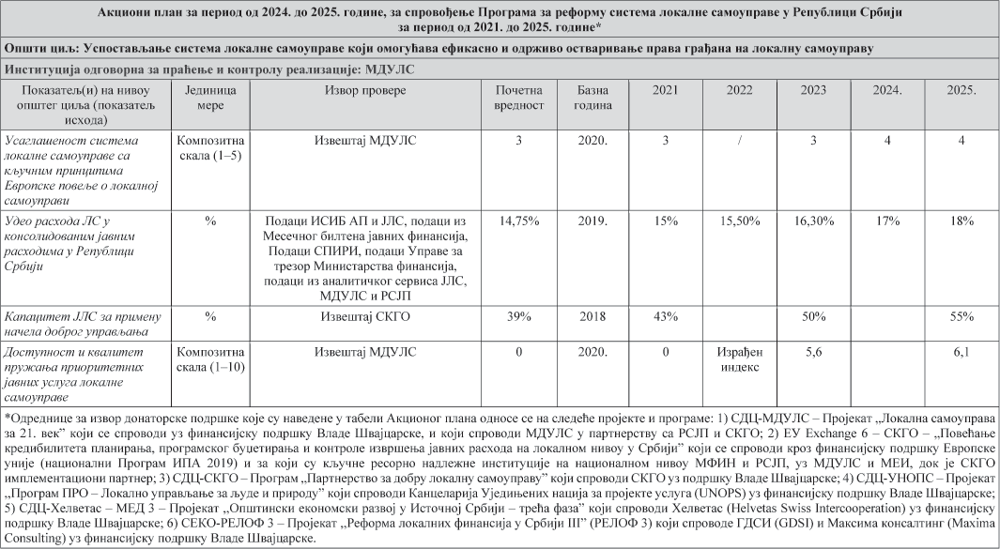 Акциони план за период од 2024. до 2025. године, за спровођење Програма за реформу система локалне самоуправе у Републици Србији
за период од 2021. до 2025. године*
Општи циљ: Успостављање система локалне самоуправе који омогућава ефикасно и одрживо остваривање права грађана на локалну самоуправу
Институција одговорна за праћење и контролу реализације: МДУЛС
Показатељ(и) на нивоу
општег циља (показатељ
исхода)
Јединица
мере
Извор провере
Почетна
вредност
Базна
година
2021
2022
2023
2024.
2025.
Усаглашеност система
локалне самоуправе са
кључним принципима
Европске повеље о локалној
самоуправи
Композитна
скала (1–5)
Извештај МДУЛС
3
2020.
3
/
3
4
4
Удео расхода ЛС у
консолидованим јавним
расходима у Републици
Србији
%
Подаци ИСИБ АП и ЈЛС, подаци из
Месечног билтена јавних финансија,
Подаци СПИРИ, подаци Управе за
трезор Министарства финансија,
подаци из аналитичког сервиса ЈЛС,
МДУЛС и РСЈП
14,75%
2019.
15%
15,50%
16,30%
17%
18%
Капацитет ЈЛС за примену
начела доброг управљања
%
Извештај СКГО
39%
2018
43%
50%
55%
Доступност и квалитет
пружања приоритетних
јавних услуга локалне
самоуправе
Композитна
скала (1–10)
Извештај МДУЛС
0
2020.
0
Израђен
индекс
5,6
6,1
*Одреднице за извор донаторске подршке које су наведене у табели Акционог плана односе се на следеће пројекте и програме: 1) СДЦ-МДУЛС – Пројекат „Локална самоуправа
за 21. век” који се спроводи уз финансијску подршку Владе Швајцарске, и који спроводи МДУЛС у партнерству са РСЈП и СКГО; 2) ЕУ Exchange 6 – СКГО – „Повећање
кредибилитета планирања, програмског буџетирања и контроле извршења јавних расхода на локалном нивоу у Србији” који се спроводи кроз финансијску подршку Европске
уније (национални Програм ИПА 2019) и за који су кључне ресорно надлежне институције на националном нивоу МФИН и РСЈП, уз МДУЛС и МЕИ, док је СКГО
имплементациони партнер; 3) СДЦ-СКГО – Програм „Партнерство за добру локалну самоуправу” који спроводи СКГО уз подршку Владе Швајцарске; 4) СДЦ-УНОПС – Пројекат
„Програм ПРО – Локално управљање за људе и природу” који спроводи Канцеларија Уједињених нација за пројекте услуга (UNOPS) уз финансијску подршку Владе Швајцарске;
5) СДЦ-Хелветас – МЕД 3 – Пројекат „Општински економски развој у Источној Србији – трећа фаза” који спроводи Хелветас (Helvetas Swiss Intercooperation) уз финансијску
подршку Владе Швајцарске; 6) СЕКО-РЕЛОФ 3 – Пројекат „Реформа локалних финансија у Србији III” (РЕЛОФ 3) који спроводе ГДСИ (GDSI) и Максима консалтинг (Maxima
Consulting) уз финансијску подршку Владе Швајцарске.